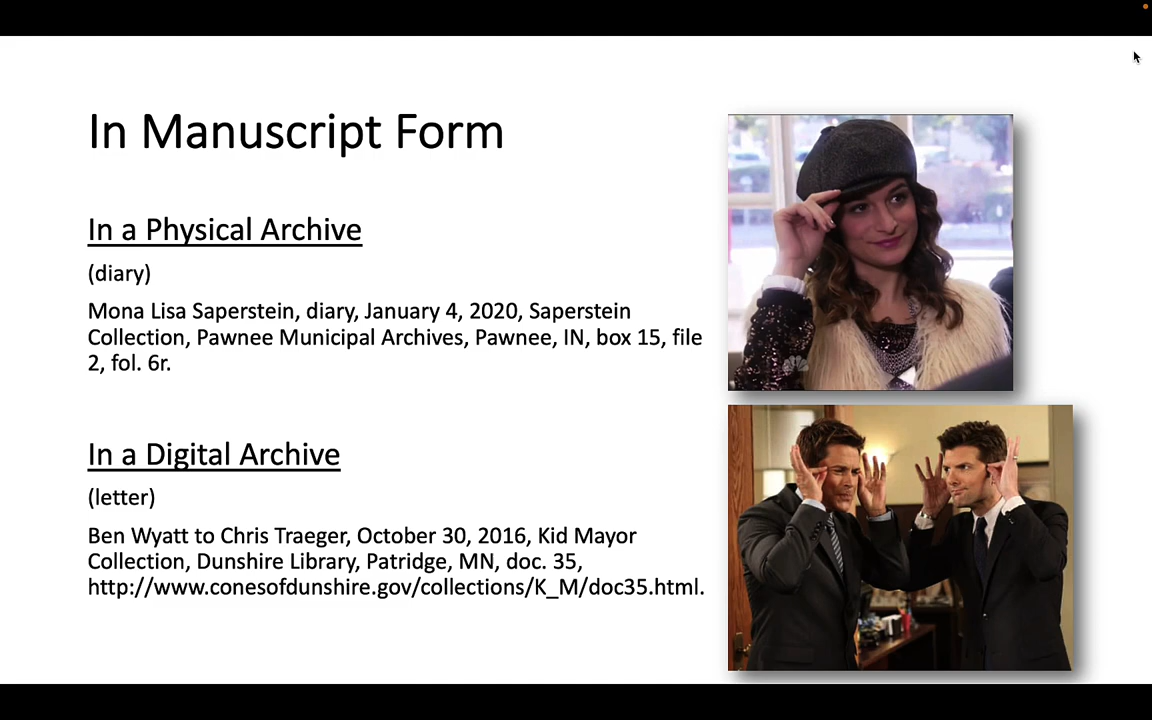 In Manuscript Form
In a Physical Archive
(diary)
Mona Lisa Saperstein, diary, January 4, 2020, Saperstein
Collection, Pawnee Municipal Archives, Pawnee, IN, box 15, file
2, fol. 6r.
In a Digital Archive
(letter)
Ben Wyatt to Chris Traeger, October 30, 2016, Kid Mayor
Collection, Dunshire Library, Patridge, MN, doc. 35,
http://www.conesofdunshire.gov/collections/K_M/doc35.html.